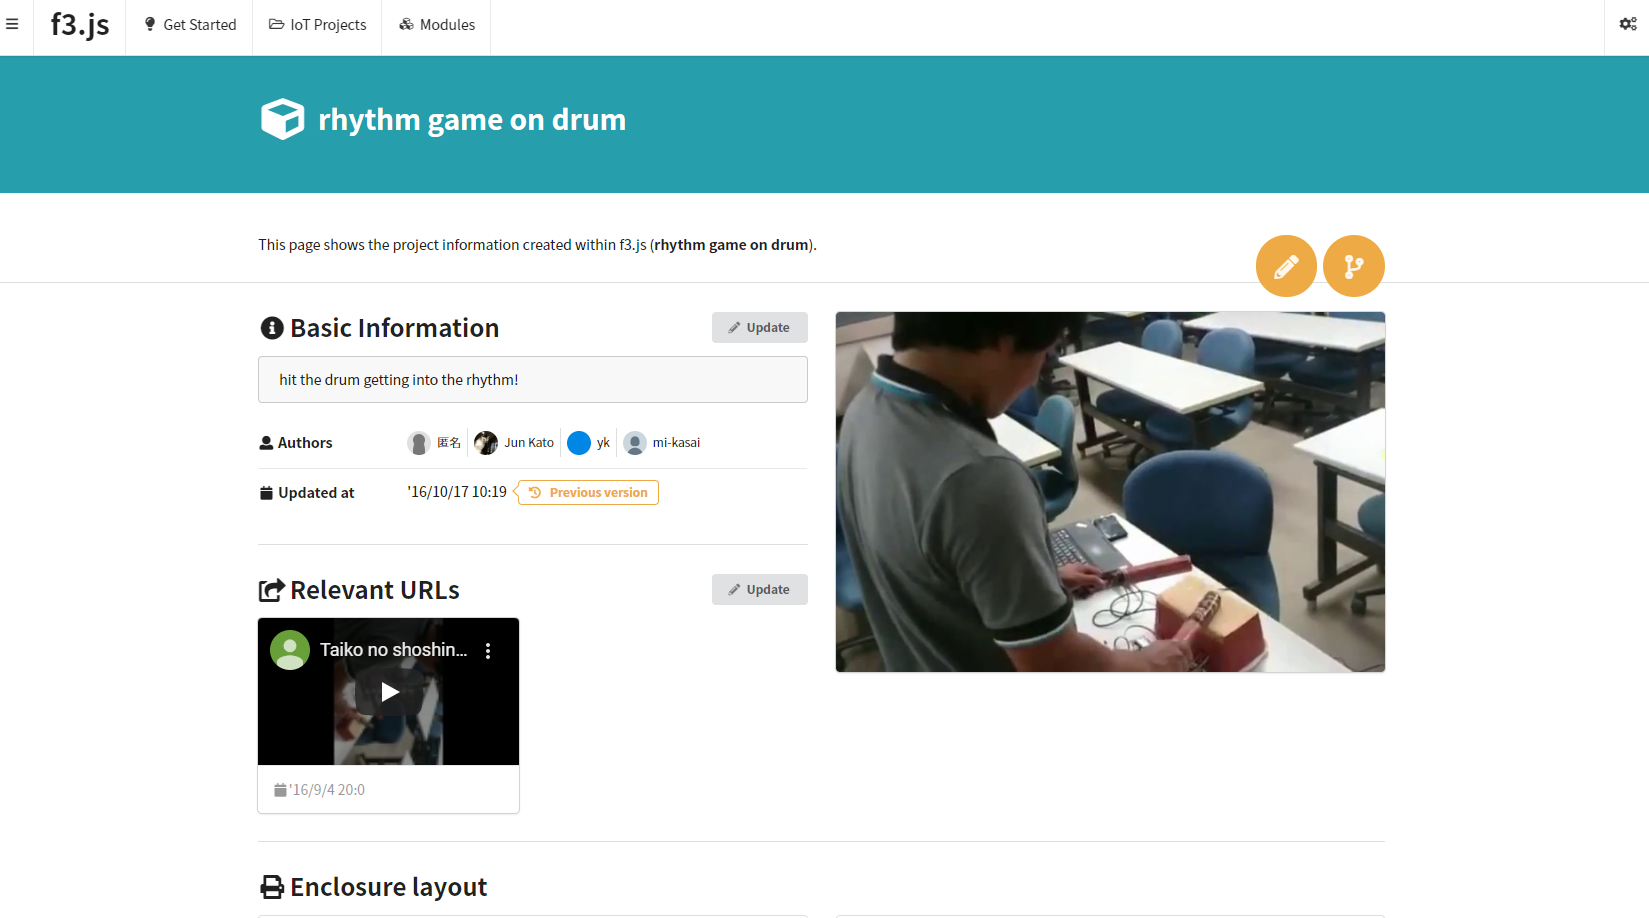 f3.js
Get Started
IoT Projects
Modules
rhythm game on drum
This page shows the project information created within f3.js (rhythm game on drum).
Basic Information
Update
hit the drum getting into the rhythm!
Authors
匿名
Jun Kato
yk
mi-kasai
Updated at
'16/10/17 10:19
Previous version
Relevant URLs
Update
Taiko no shoshin...
'16/9/4 20:0
Enclosure layout